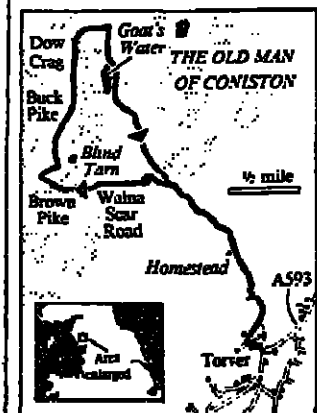 Goat's
Water
Dow
Crag
THE OLD MAN
OF CONISTON
Buck
Pike
Blind
Tarn
½ mile
Brown
Pike
Walna
Scar
Road
Homestead
A593
Torver
Area
enlarged